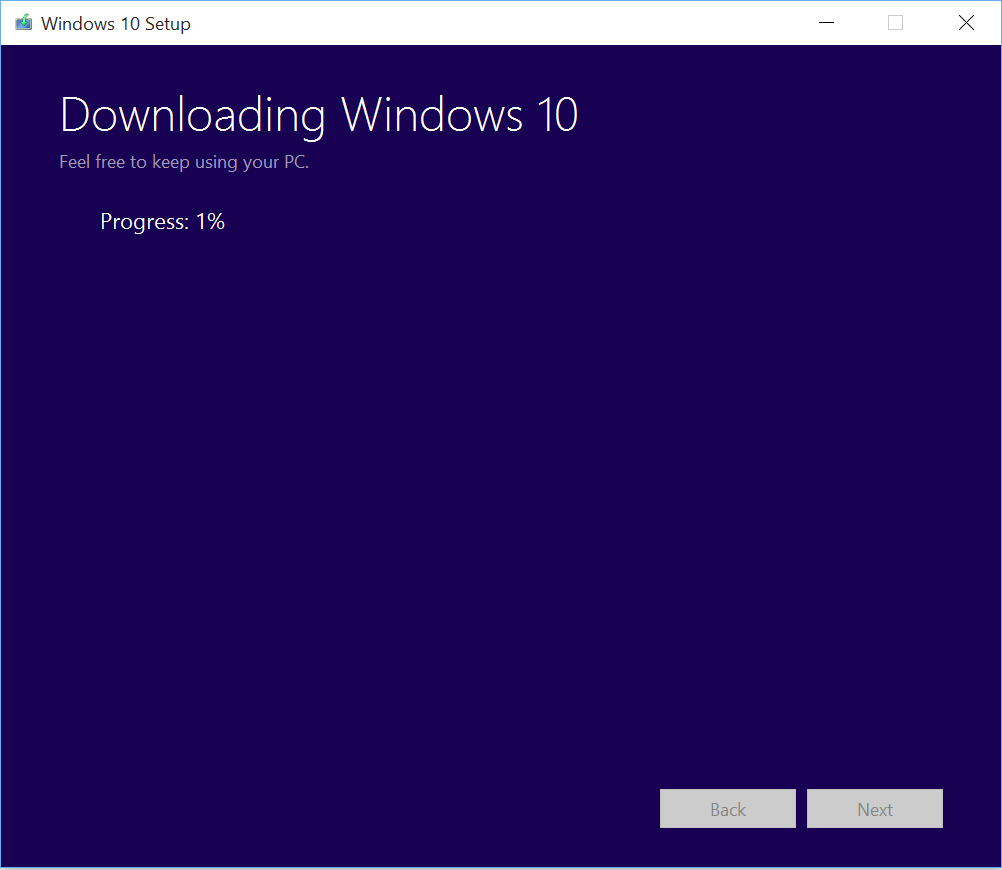 Windows 10 Setup
Downloading Windows 10
Feel free to keep using your PC.
Progress: 1%
Back
Next